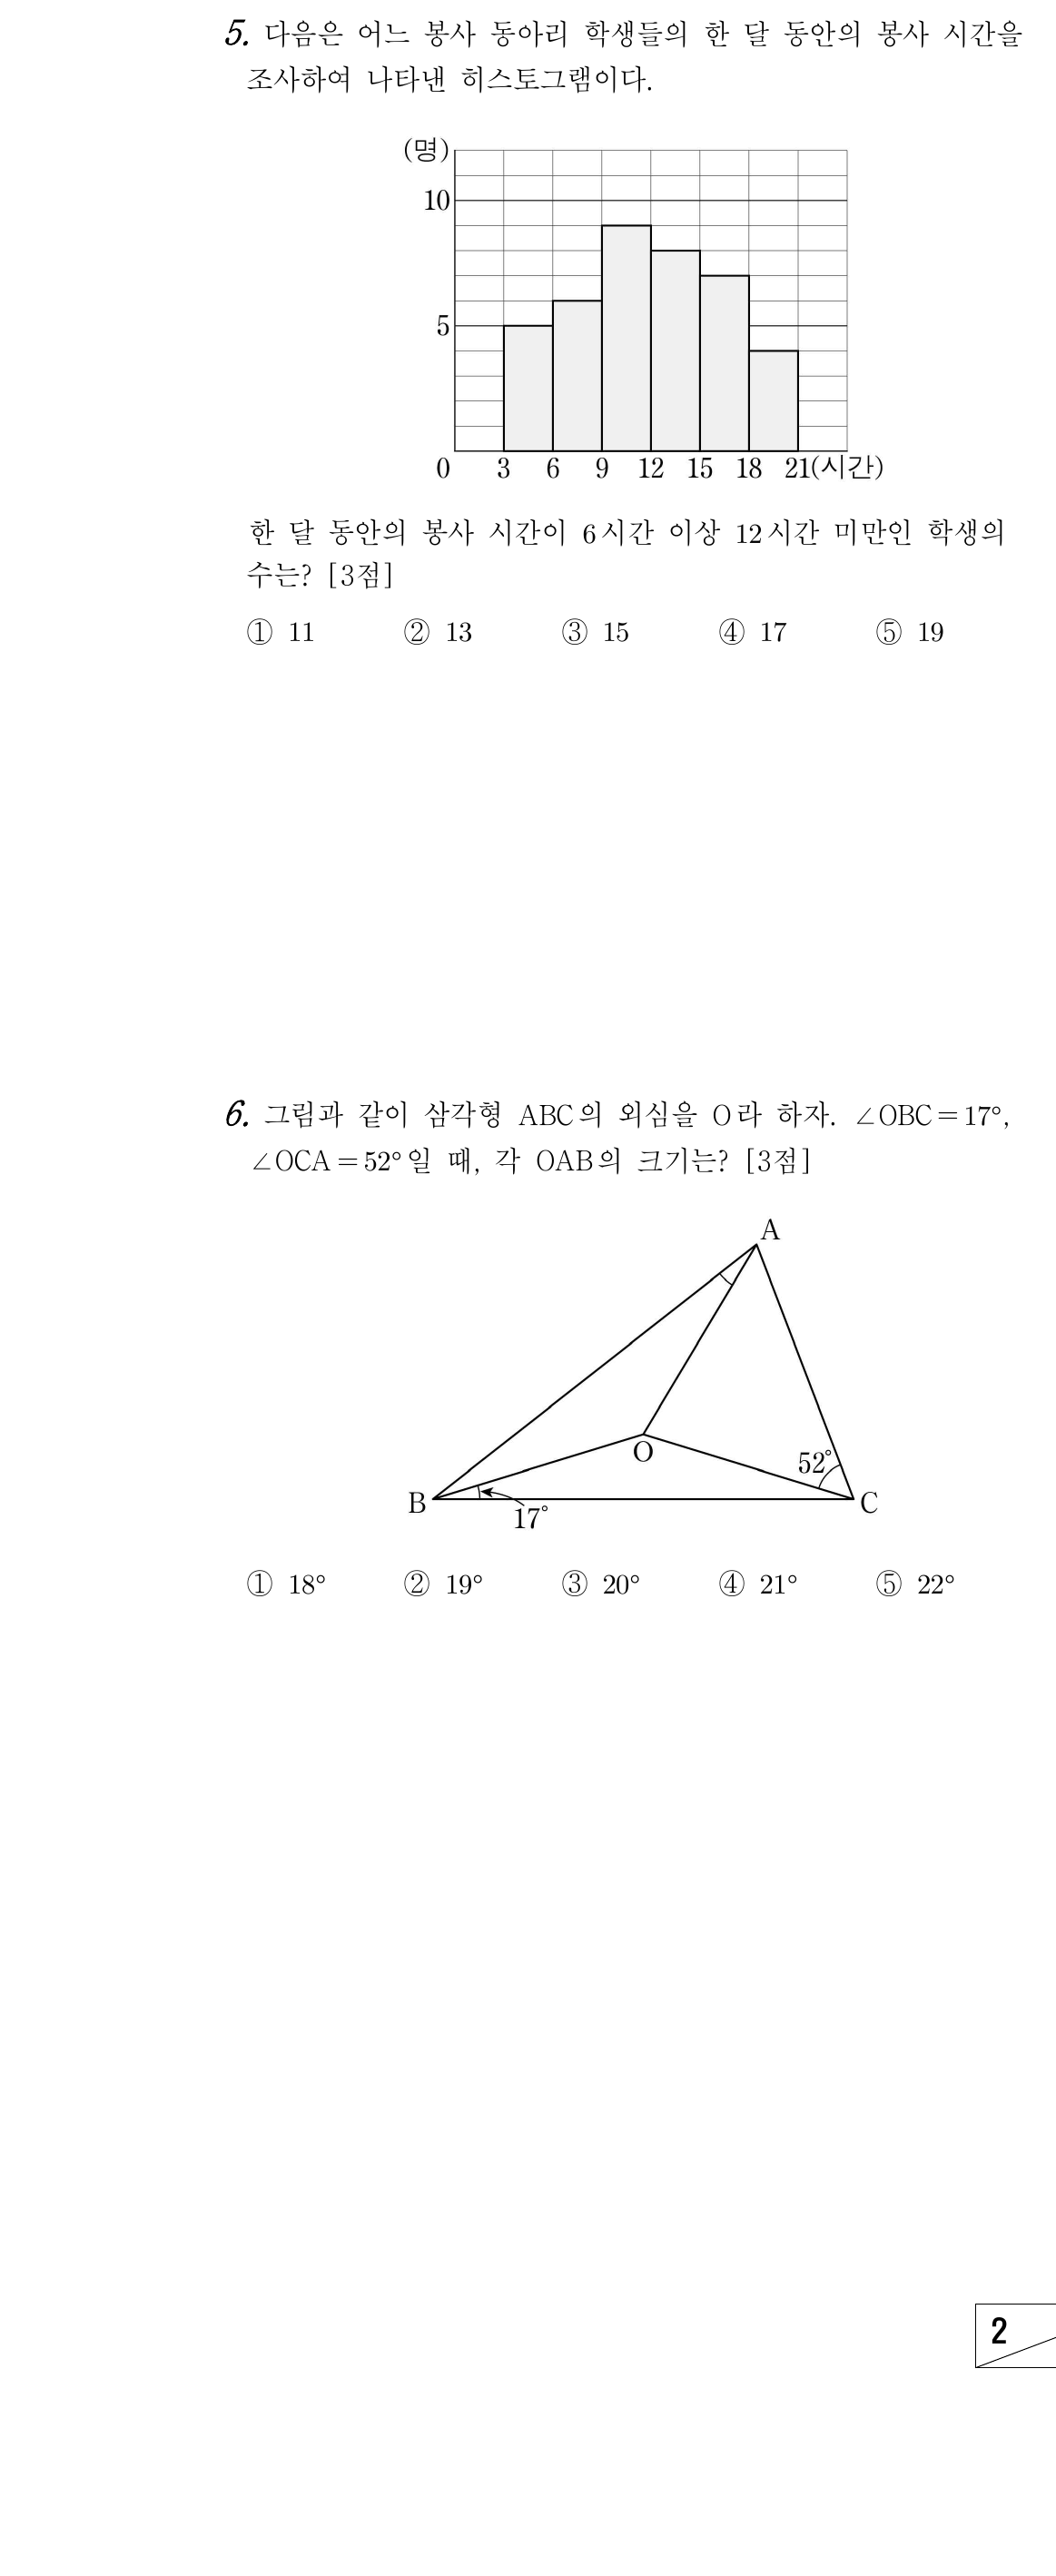 5. 다음은 어느 봉사 동아리 학생들의 한 달 동안의 봉사 시간을
조사하여 나타낸 히스토그램이다.
(명)
10
5
0 3 6 9 12 15 18 21(시간)
한 달 동안의 봉사 시간이 6시간 이상 12시간 미만인 학생의
수는? [3점]
① 11 ② 13 ③ 15 ④ 17 ⑤ 19
6. 그림과 같이 삼각형 ABC의 외심을 O라 하자. ∠OBC=17°,
∠OCA=52°일 때, 각 OAB의 크기는? [3점]
A
O
52°
B
C
17°
① 18° ② 19° ③ 20° ④ 21° ⑤ 22°
2